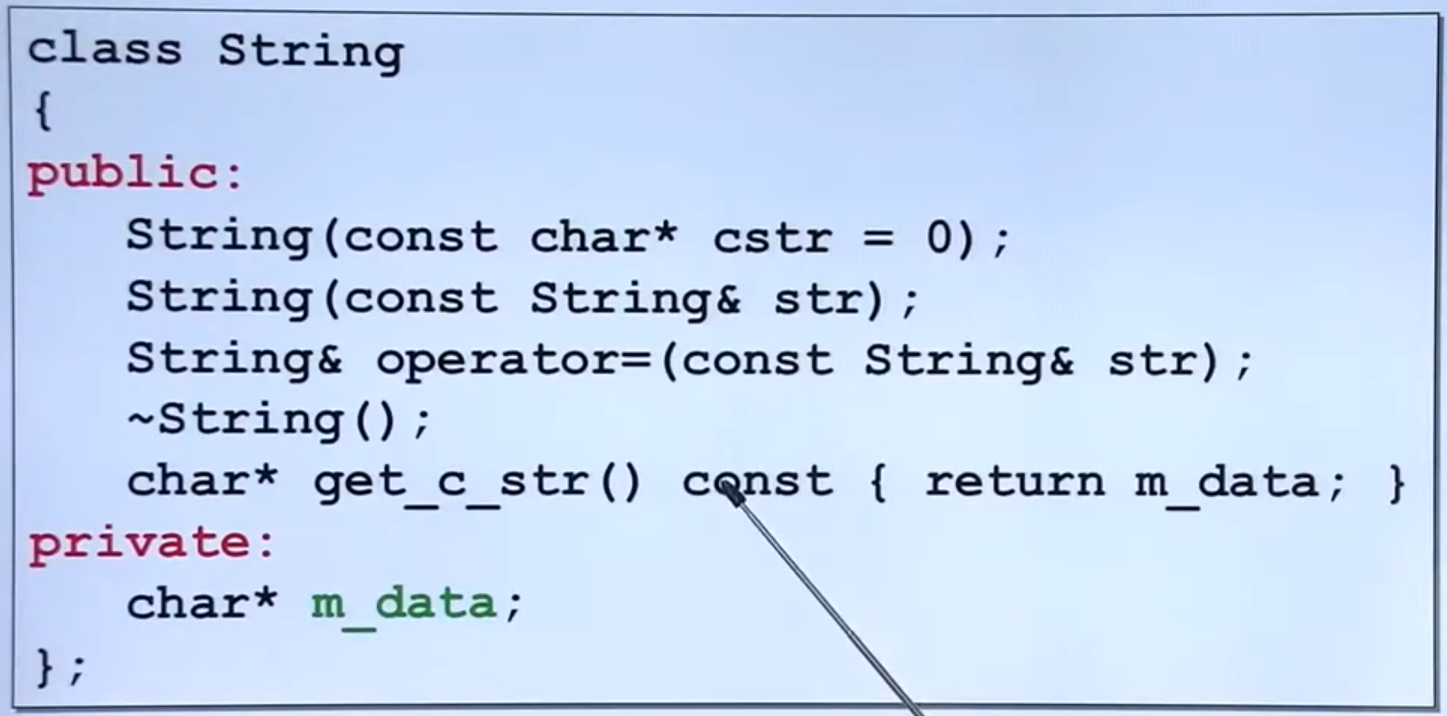 class String
{
public:
   String(const char* cstr = 0);
   String(const String& str);
   String& operator=(const String& str);
   ~String();
   char* get_c_str() const { return m_data; }
private:
   char* m_data;
};